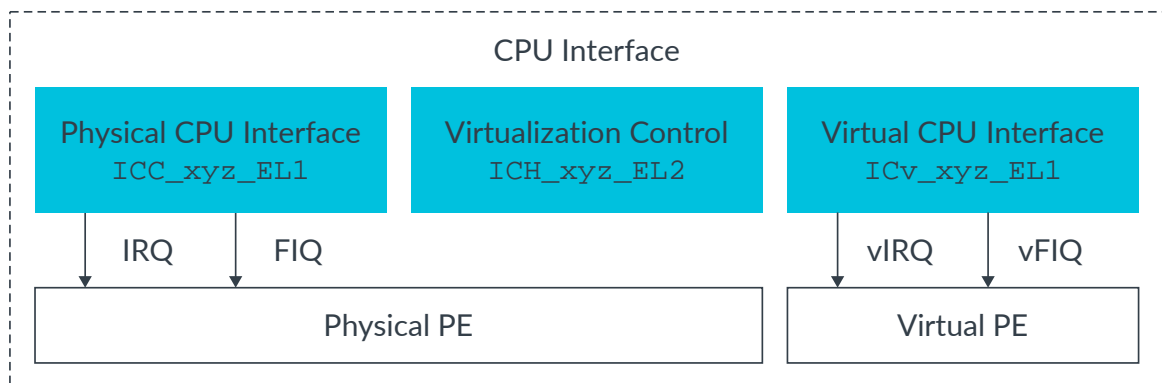 CPU Interface
Physical CPU Interface
ICC_xyz_EL1
Virtualization Control
ICH_xyz_EL2
Virtual CPU Interface
ICv_xyz_EL1
IRQ
FIQ
vIRQ
vFIQ
Physical PE
Virtual PE